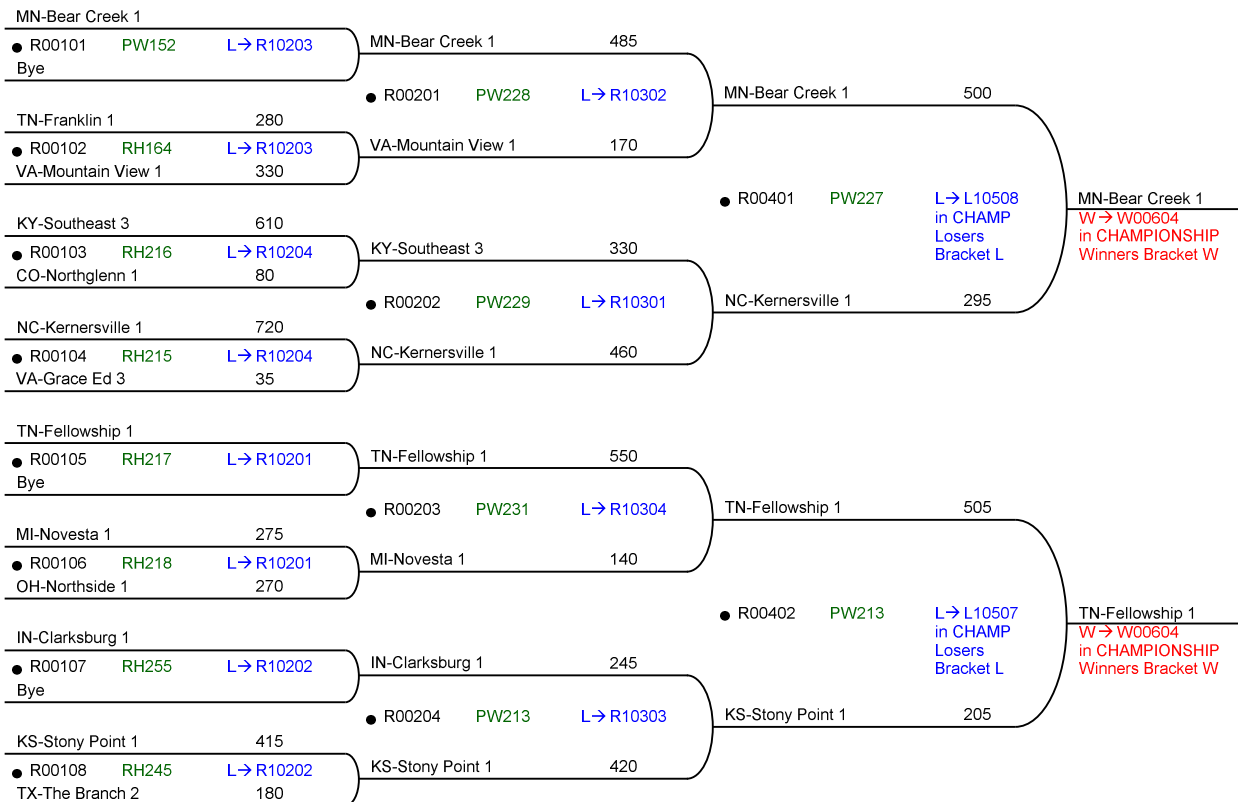 MN-Bear Creek 1
R00101 PW152 L→ R10203
Bye
MN-Bear Creek 1 485
R00201 PW228 L→ R10302
TN-Franklin 1 280
R00102 RH164 L→ R10203
VA-Mountain View 1 330
VA-Mountain View 1 170
MN-Bear Creek 1 500
R00401 PW227 L→ L10508
in CHAMP
Losers
Bracket L
MN-Bear Creek 1
W→ W00604
in CHAMPIONSHIP
Winners Bracket W
KY-Southeast 3 610
R00103 RH216 L→ R10204
CO-Northglenn 1 80
KY-Southeast 3 330
R00202 PW229 L→ R10301
NC-Kernersville 1 720
R00104 RH215 L→ R10204
VA-Grace Ed 3 35
NC-Kernersville 1 460
NC-Kernersville 1 295
TN-Fellowship 1
R00105 RH217 L→ R10201
Bye
TN-Fellowship 1 550
R00203 PW231 L→ R10304
MI-Novesta 1 275
R00106 RH218 L→ R10201
OH-Northside 1 270
MI-Novesta 1 140
TN-Fellowship 1 505
R00402 PW213 L→ L10507
in CHAMP
Losers
Bracket L
TN-Fellowship 1
W→ W00604
in CHAMPIONSHIP
Winners Bracket W
IN-Clarksburg 1
R00107 RH255 L→ R10202
Bye
IN-Clarksburg 1 245
R00204 PW213 L→ R10303
KS-Stony Point 1 415
R00108 RH245 L→ R10202
TX-The Branch 2 180
KS-Stony Point 1 420
KS-Stony Point 1 205